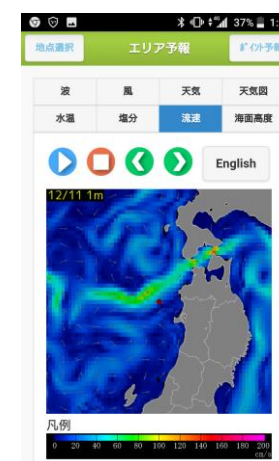 37% 1:
地点選択 エリア予報 ポイント予報
波 風 天気 天気図
水温 塩分 流速 海面高度
English
12/11 1m
凡例
0 20 40 60 80 100 120 140 160 180 200
cm/s